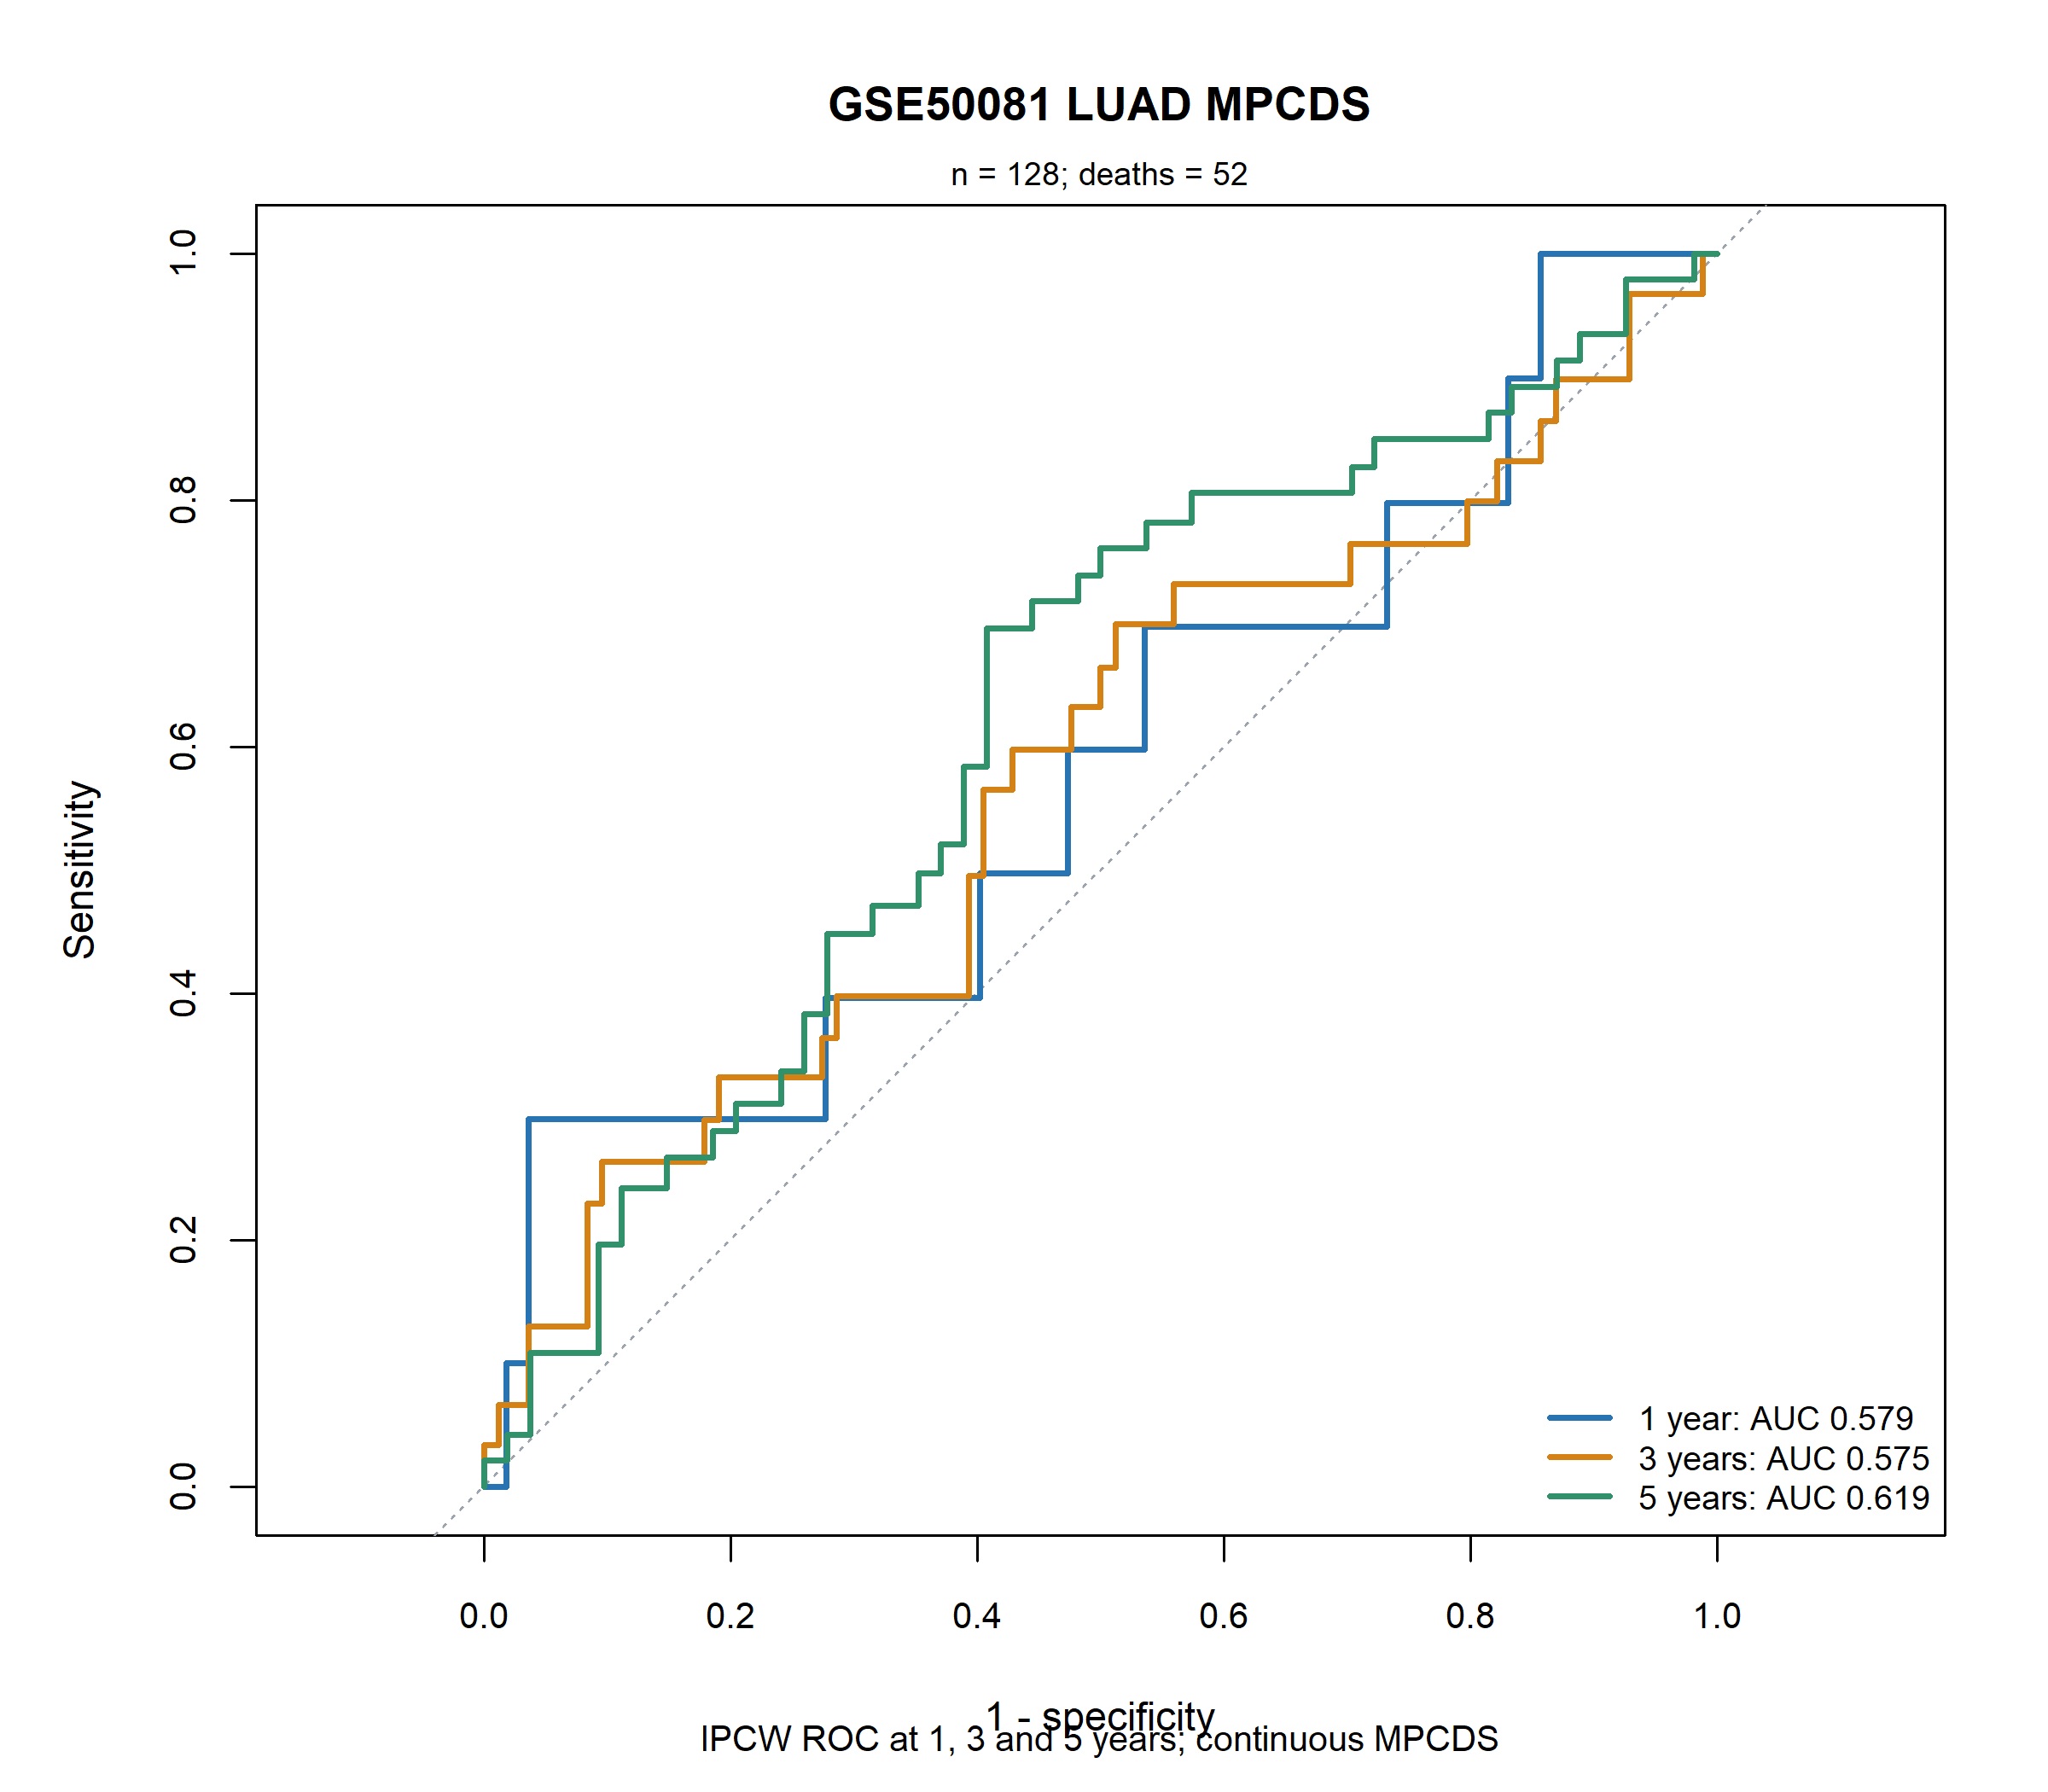 GSE50081 LUAD MPCDS
n = 128; deaths = 52
Sensitivity
1.0
0.8
0.6
0.4
0.2
0.0
1 year: AUC 0.579
3 years: AUC 0.575
5 years: AUC 0.619
0.0 0.2 0.4 0.6 0.8 1.0
1 - specificity
IPCW ROC at 1, 3 and 5 years; continuous MPCDS